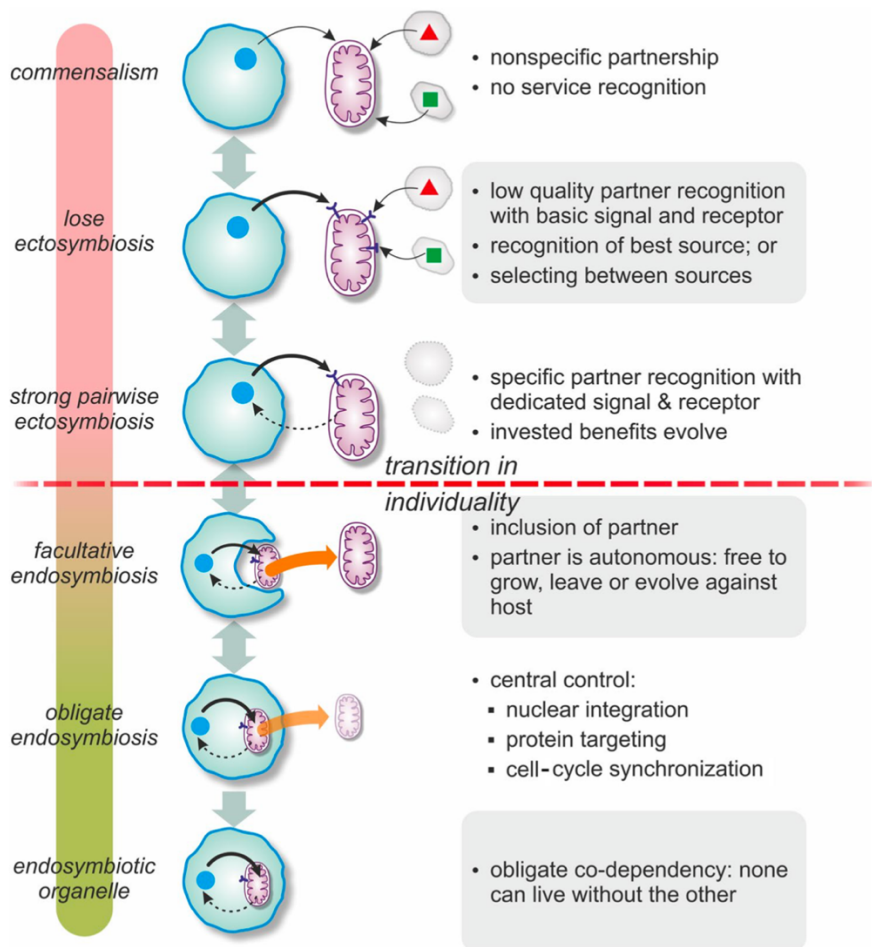 commensalism
• nonspecific partnership
• no service recognition
lose
ectosymbiosis
• low quality partner recognition
with basic signal and receptor
• recognition of best source; or
• selecting between sources
strong pairwise
ectosymbiosis
• specific partner recognition with
dedicated signal & receptor
• invested benefits evolve
transition in
individuality
facultative
endosymbiosis
• inclusion of partner
• partner is autonomous: free to
grow, leave or evolve against
host
obligate
endosymbiosis
• central control:
▪ nuclear integration
▪ protein targeting
▪ cell-cycle synchronization
endosymbiotic
organelle
• obligate co-dependency: none
can live without the other